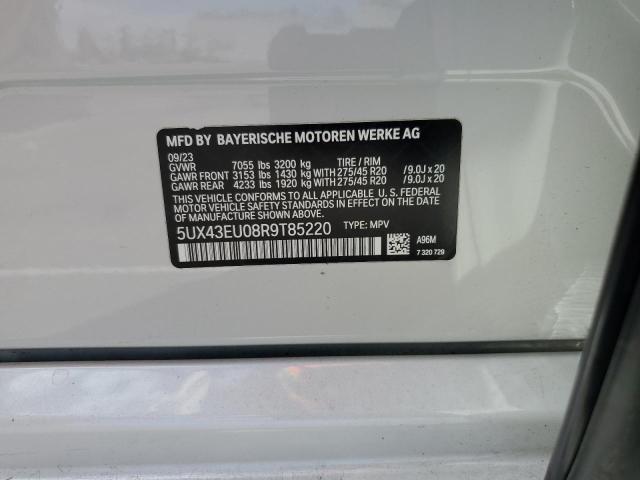 MFD BY BAYERISCHE MOTOREN WERKE AG
09/23
GVWR 7055 lbs 3200 kg TIRE / RIM
GAWR FRONT 3153 lbs 1430 kg WITH 275/45 R20 / 9.0J x 20
GAWR REAR 4233 lbs 1920 kg WITH 275/45 R20 / 9.0J x 20
THIS VEHICLE CONFORMS TO ALL APPLICABLE U. S. FEDERAL
MOTOR VEHICLE SAFETY STANDARDS IN EFFECT ON
THE DATE OF MANUFACTURE SHOWN ABOVE.
5UX43EU08R9T85220 TYPE: MPV
A96M
7 320 729